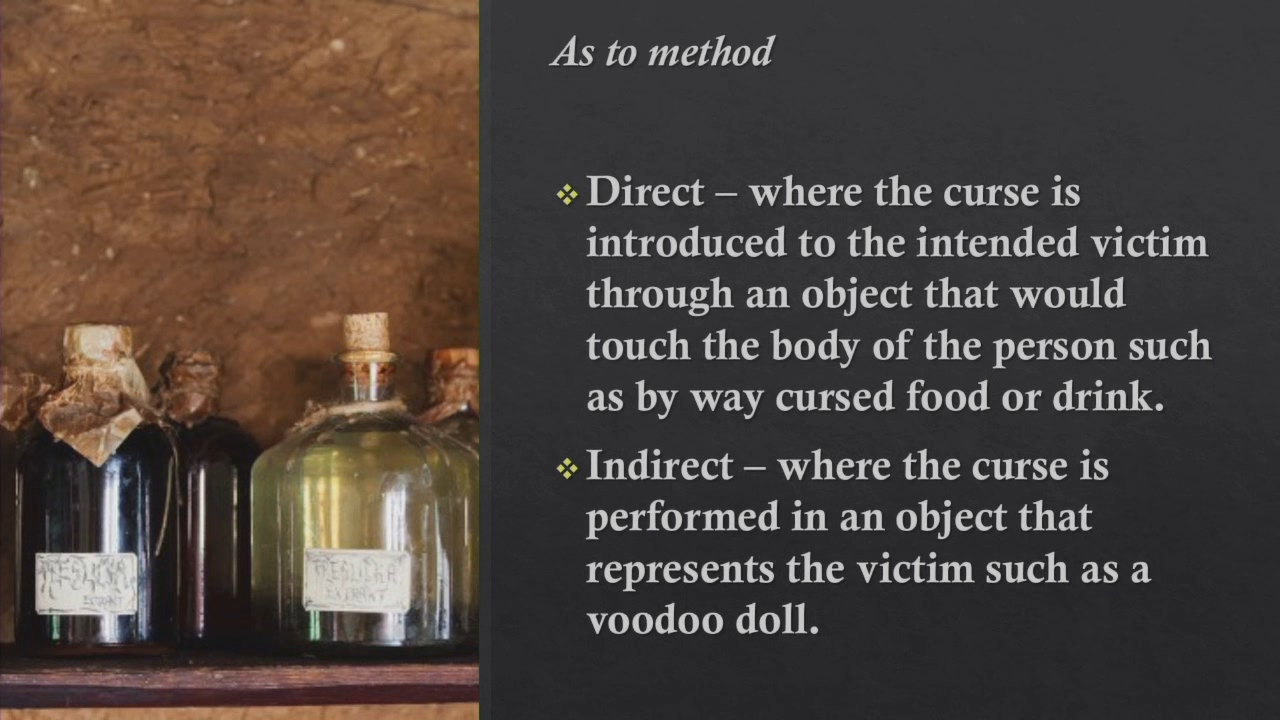 As to method
Direct – where the curse is
introduced to the intended victim
through an object that would
touch the body of the person such
as by way cursed food or drink.
Indirect – where the curse is
performed in an object that
represents the victim such as a
voodoo doll.